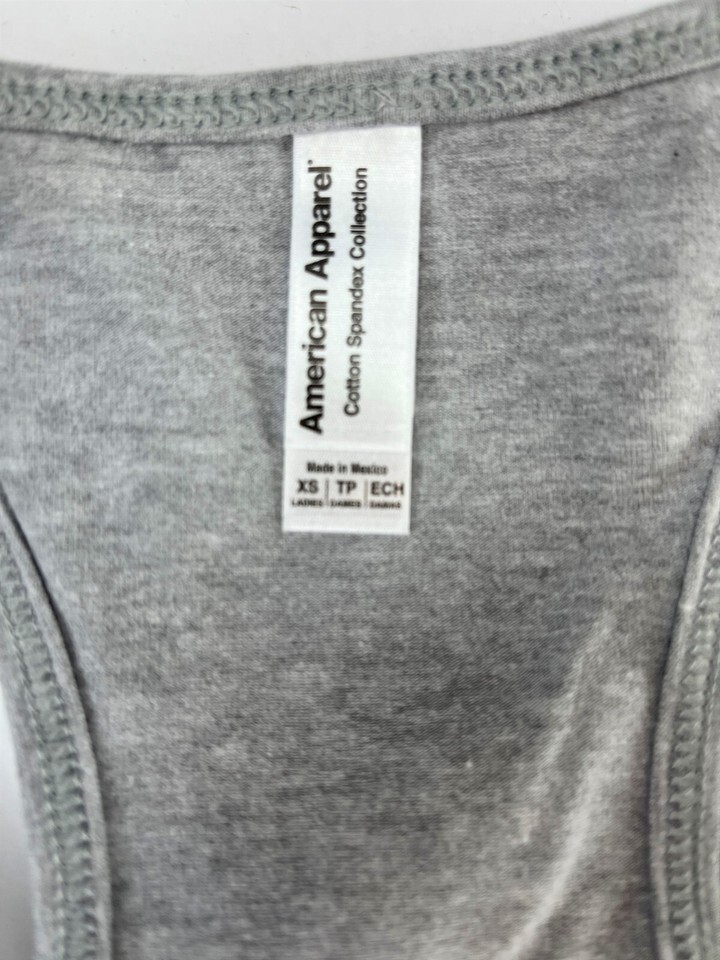 American Apparel®
Cotton Spandex Collection
Made in Mexico
XS | TP | ECH
LADIES | DAMES | DAMAS